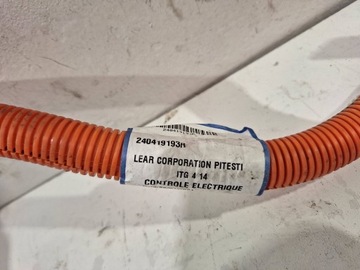 240419193R
LEAR CORPORATION PITESTI
ITG 4 14
CONTROLE ELECTRIQUE